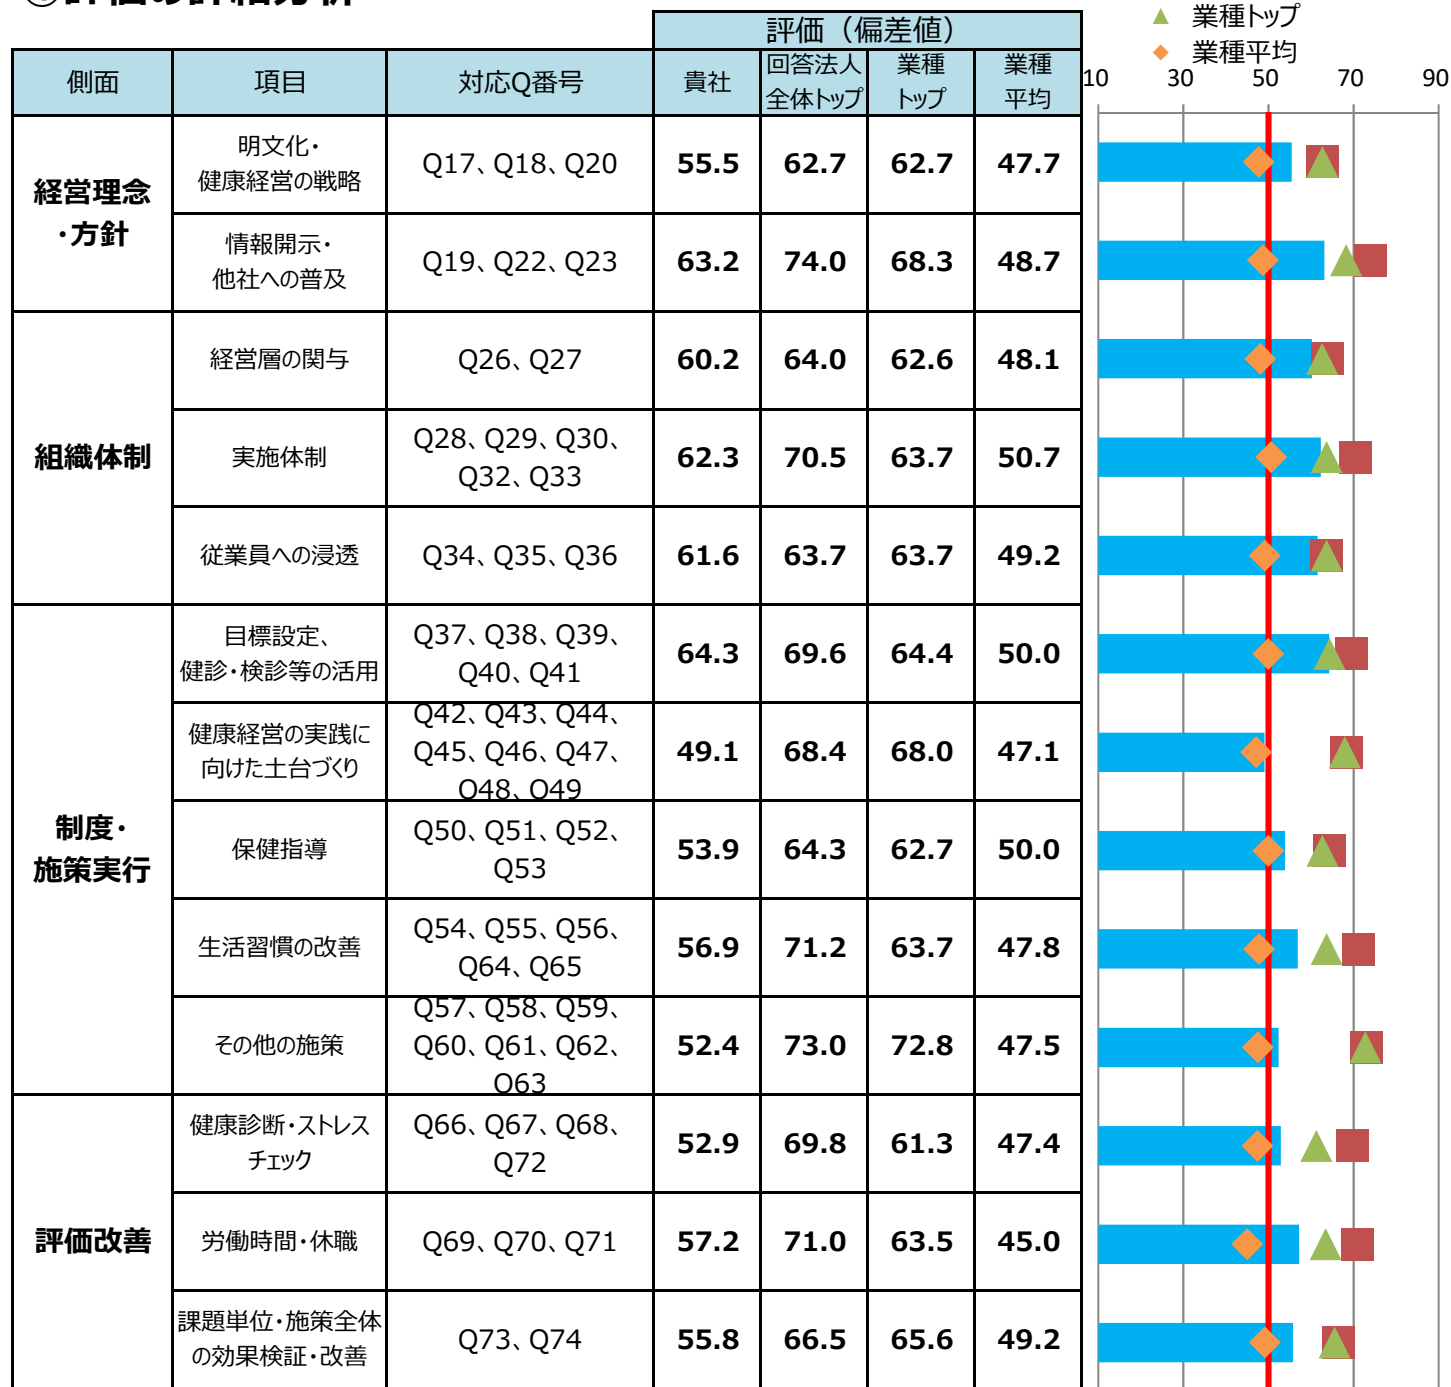 評価の詳細分析
▲ 業種トップ
◆ 業種平均
評価（偏差値）
側面 項目 対応Q番号 貴社 回答法人 全体トップ 業種 トップ 業種 平均
10 30 50 70 90
経営理念
・方針
明文化・
健康経営の戦略
Q17、Q18、Q20
55.5 62.7 62.7 47.7
情報開示・
他社への普及
Q19、Q22、Q23
63.2 74.0 68.3 48.7
組織体制
経営層の関与
Q26、Q27
60.2 64.0 62.6 48.1
実施体制
Q28、Q29、Q30、
Q32、Q33
62.3 70.5 63.7 50.7
従業員への浸透
Q34、Q35、Q36
61.6 63.7 63.7 49.2
制度・
施策実行
目標設定、
健診・検診等の活用
Q37、Q38、Q39、
Q40、Q41
64.3 69.6 64.4 50.0
健康経営の実践に
向けた土台づくり
Q42、Q43、Q44、
Q45、Q46、Q47、
Q48、Q49
49.1 68.4 68.0 47.1
保健指導
Q50、Q51、Q52、
Q53
53.9 64.3 62.7 50.0
生活習慣の改善
Q54、Q55、Q56、
Q64、Q65
56.9 71.2 63.7 47.8
その他の施策
Q57、Q58、Q59、
Q60、Q61、Q62、
Q63
52.4 73.0 72.8 47.5
評価改善
健康診断・ストレス
チェック
Q66、Q67、Q68、
Q72
52.9 69.8 61.3 47.4
労働時間・休職
Q69、Q70、Q71
57.2 71.0 63.5 45.0
課題単位・施策全体
の効果検証・改善
Q73、Q74
55.8 66.5 65.6 49.2